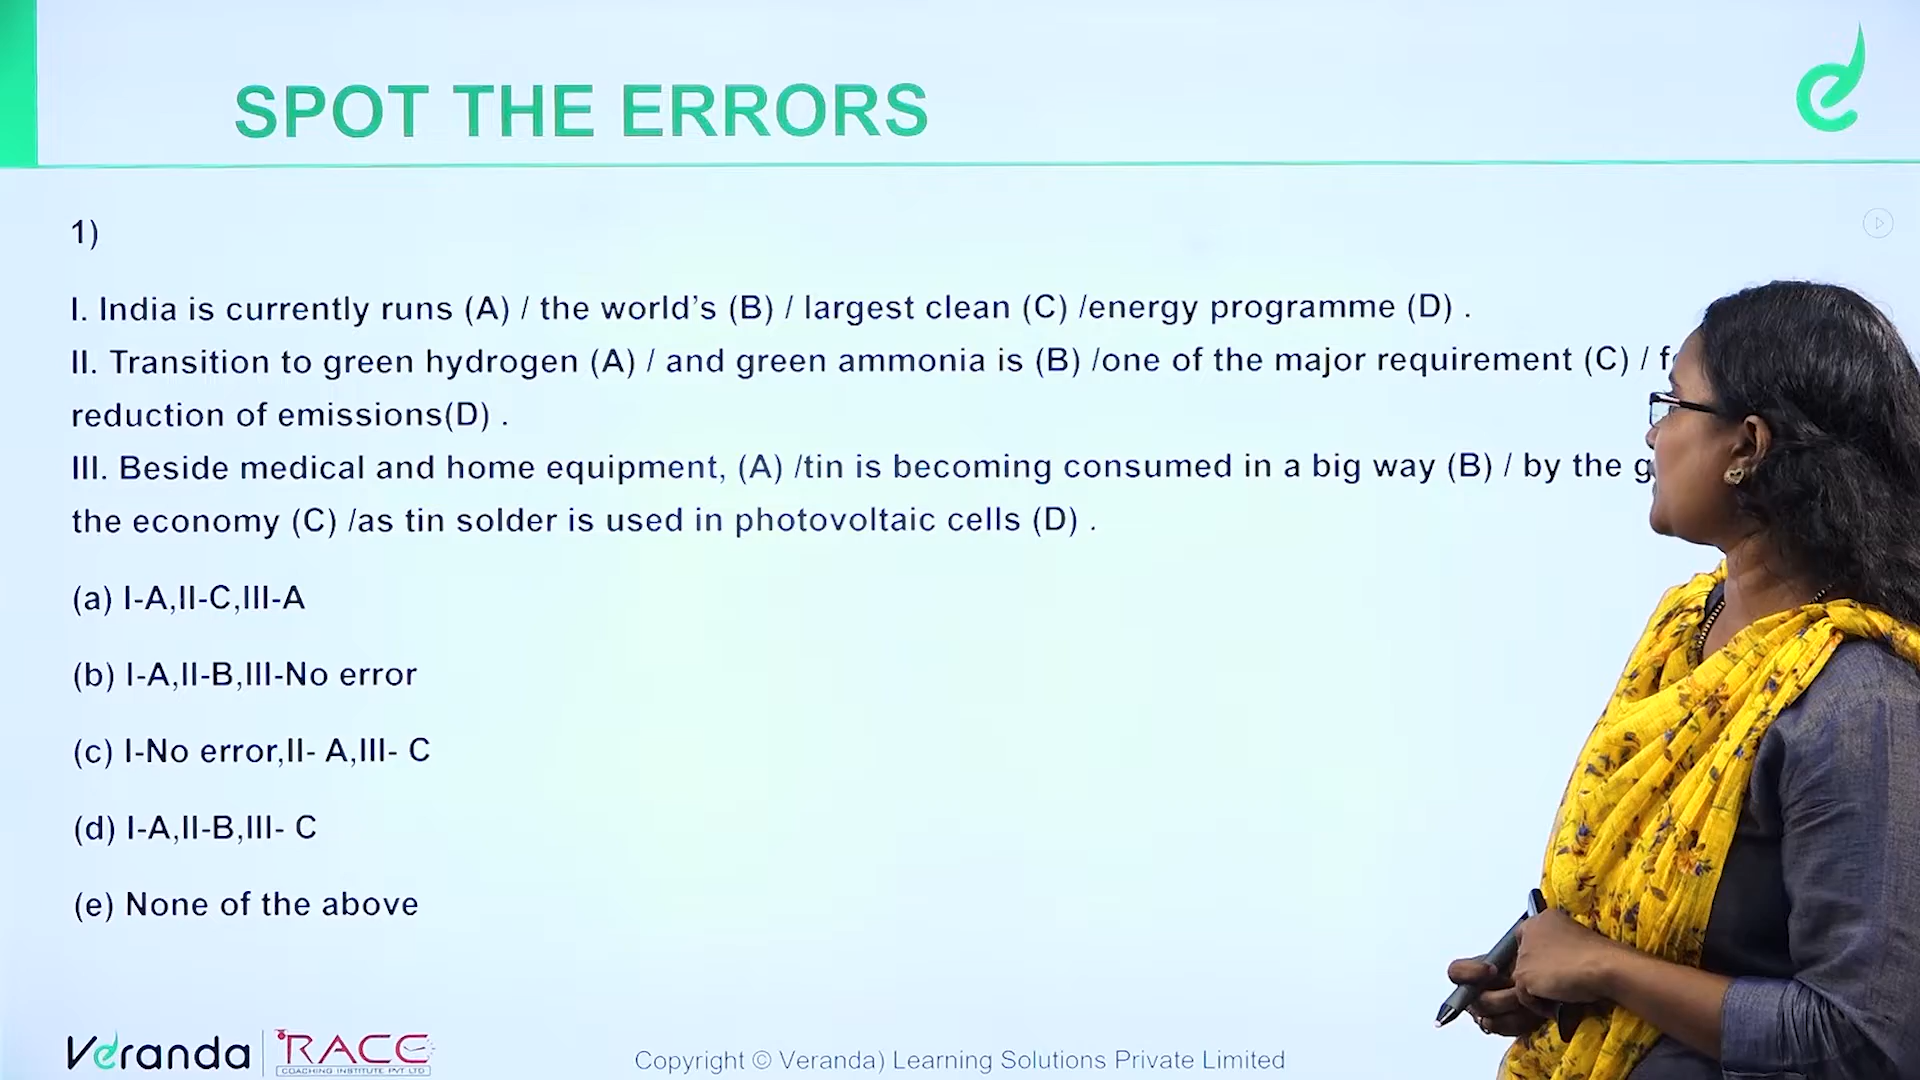 SPOT THE ERRORS
1)
I. India is currently runs (A) / the world's (B) / largest clean (C) /energy programme (D) .
II. Transition to green hydrogen (A) / and green ammonia is (B) /one of the major requirement (C) /
reduction of emissions(D) .
III. Beside medical and home equipment, (A) /tin is becoming consumed in a big way (B) / by the
the economy (C) /as tin solder is used in photovoltaic cells (D) .
(a) I-A,II-C,III-A
(b) I-A,II-B,III-No error
(c) I-No error,II- A,III- C
(d) I-A,II-B,III- C
(e) None of the above
Veranda RACE
COACHING INSTITUTE PVT LTD
Copyright © Veranda) Learning Solutions Private Limited